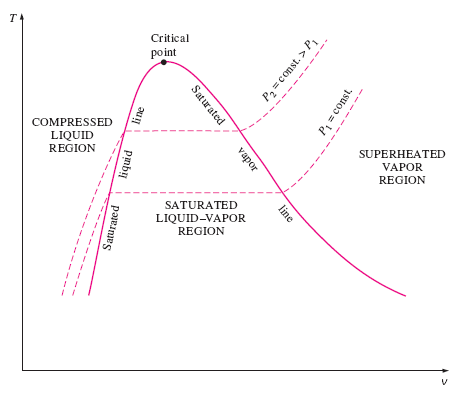 T
Critical
point
P₂ = const. > P₁
P₁ = const.
Saturated
vapor
line
COMPRESSED
LIQUID
REGION
line
liquid
Saturated
SATURATED
LIQUID–VAPOR
REGION
SUPERHEATED
VAPOR
REGION
v